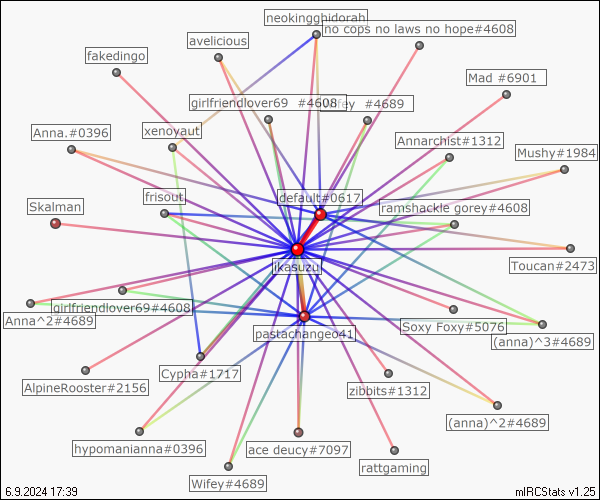 neokingghidorah
no cops no laws no hope#4608
avelicious
fakedingo
Mad #6901
girlfriendlover69 #4608
#4689
Anna.#0396
xenoyaut
Annarchist#1312
Mushy#1984
default#0617
frisout
Skalman
ramshackle gorey#4608
jkasuzu
Toucan#2473
girlfriendlover69#4608
Anna^2#4689
Soxy Foxy#5076
pastachanged41
(anna)^3#4689
Cypha#1717
AlpineRooster#2156
zibbits#1312
(anna)^2#4689
hypomanianna#0396
ace deucy#7097
rattgaming
Wifey#4689
6.9.2024 17:39
mIRCStats v1.25